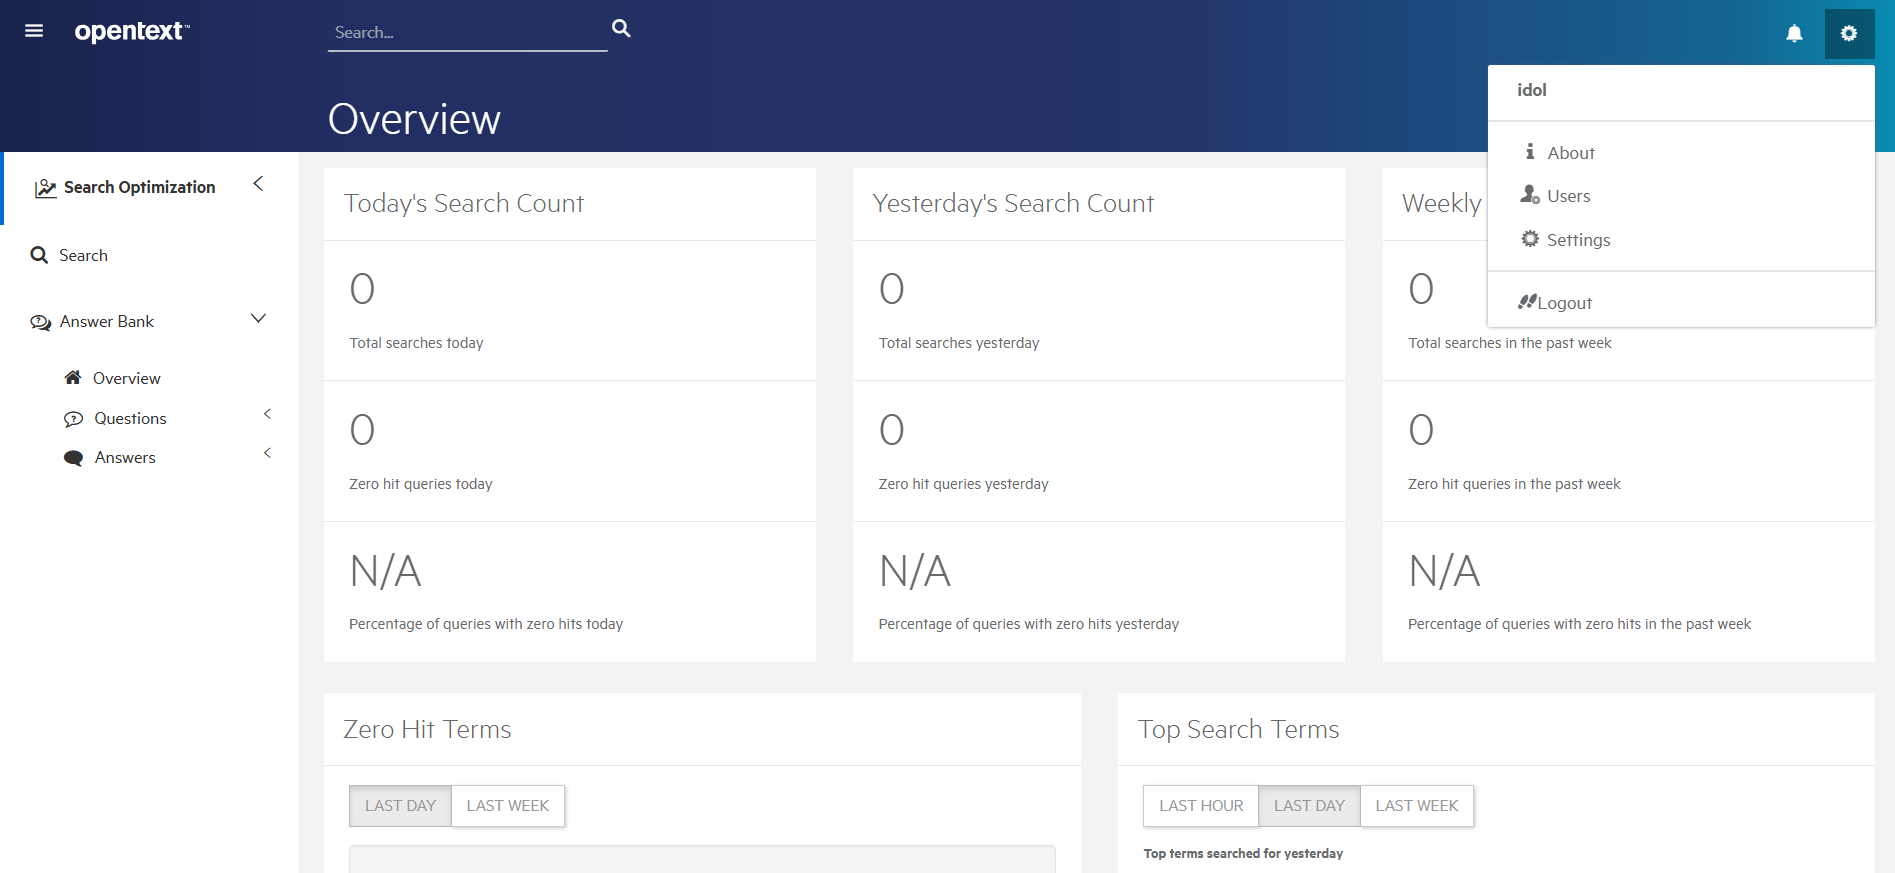 opentext™
Search...
Overview
idol
About
Users
Settings
Logout
Search Optimization
Search
Answer Bank
Overview
Questions
Answers
Today's Search Count
0
Total searches today
0
Zero hit queries today
N/A
Percentage of queries with zero hits today
Yesterday's Search Count
0
Total searches yesterday
0
Zero hit queries yesterday
N/A
Percentage of queries with zero hits yesterday
Weekly
0
Total searches in the past week
0
Zero hit queries in the past week
N/A
Percentage of queries with zero hits in the past week
Zero Hit Terms
LAST DAY LAST WEEK
Top Search Terms
LAST HOUR LAST DAY LAST WEEK
Top terms searched for yesterday